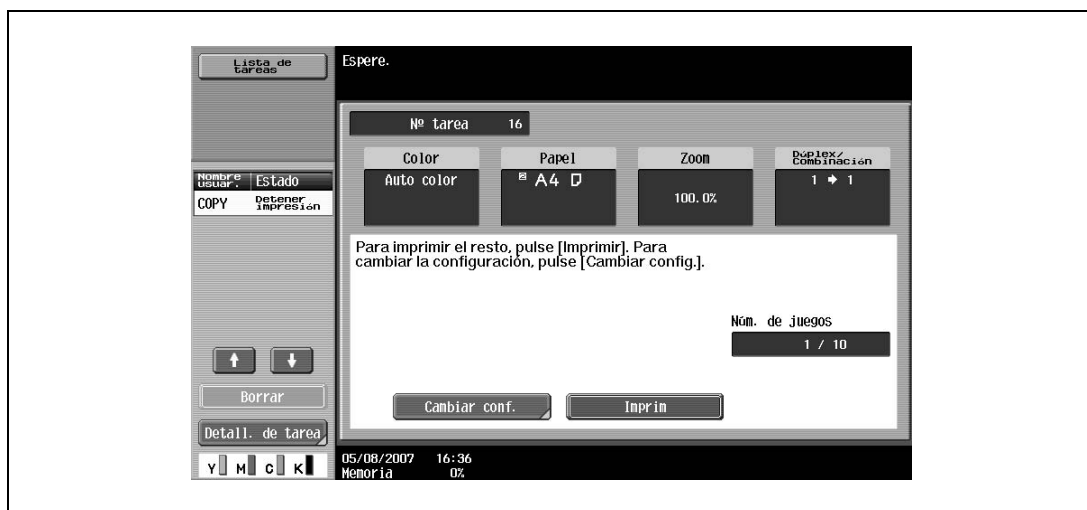 Lista de
tareas
Espere.
Nº tarea 16
Color Papel Zoom Dúplex/
Combinación
Auto color A4 100.0% 1 → 1
Nombre
usuar. Estado
COPY Detener
impresión
Para imprimir el resto, pulse [Imprimir]. Para
cambiar la configuración, pulse [Cambiar config.].
Núm. de juegos
1 / 10
Borrar
Cambiar conf. Imprim
Detall. de tarea
Y M C K
05/08/2007 16:36
Memoria 0%